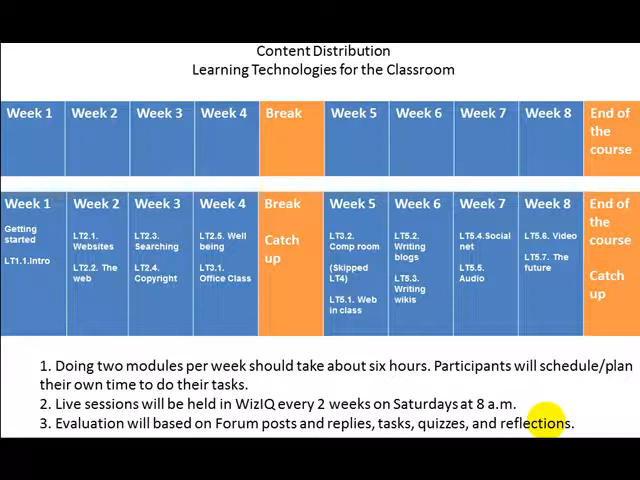 Content Distribution
Learning Technologies for the Classroom
Week 1 Week 2 Week 3 Week 4 Break Week 5 Week 6 Week 7 Week 8 End of
the
course
Week 1
Getting
started
LT1.1.Intro
Week 2
LT2.1.
Websites
LT2.2. The
web
Week 3
LT2.3.
Searching
LT2.4.
Copyright
Week 4
LT2.5. Well
being
LT3.1.
Office Class
Break
Catch
up
Week 5
LT3.2.
Comp room
(Skipped
LT4)
LT5.1. Web
in class
Week 6
LT5.2.
Writing
blogs
LT5.3.
Writing
wikis
Week 7
LT5.4.Social
net
LT5.5.
Audio
Week 8
LT5.6. Video
LT5.7. The
future
End of
the
course
Catch
up
1. Doing two modules per week should take about six hours. Participants will schedule/plan
their own time to do their tasks.
2. Live sessions will be held in WizIQ every 2 weeks on Saturdays at 8 a.m.
3. Evaluation will based on Forum posts and replies, tasks, quizzes, and reflections.